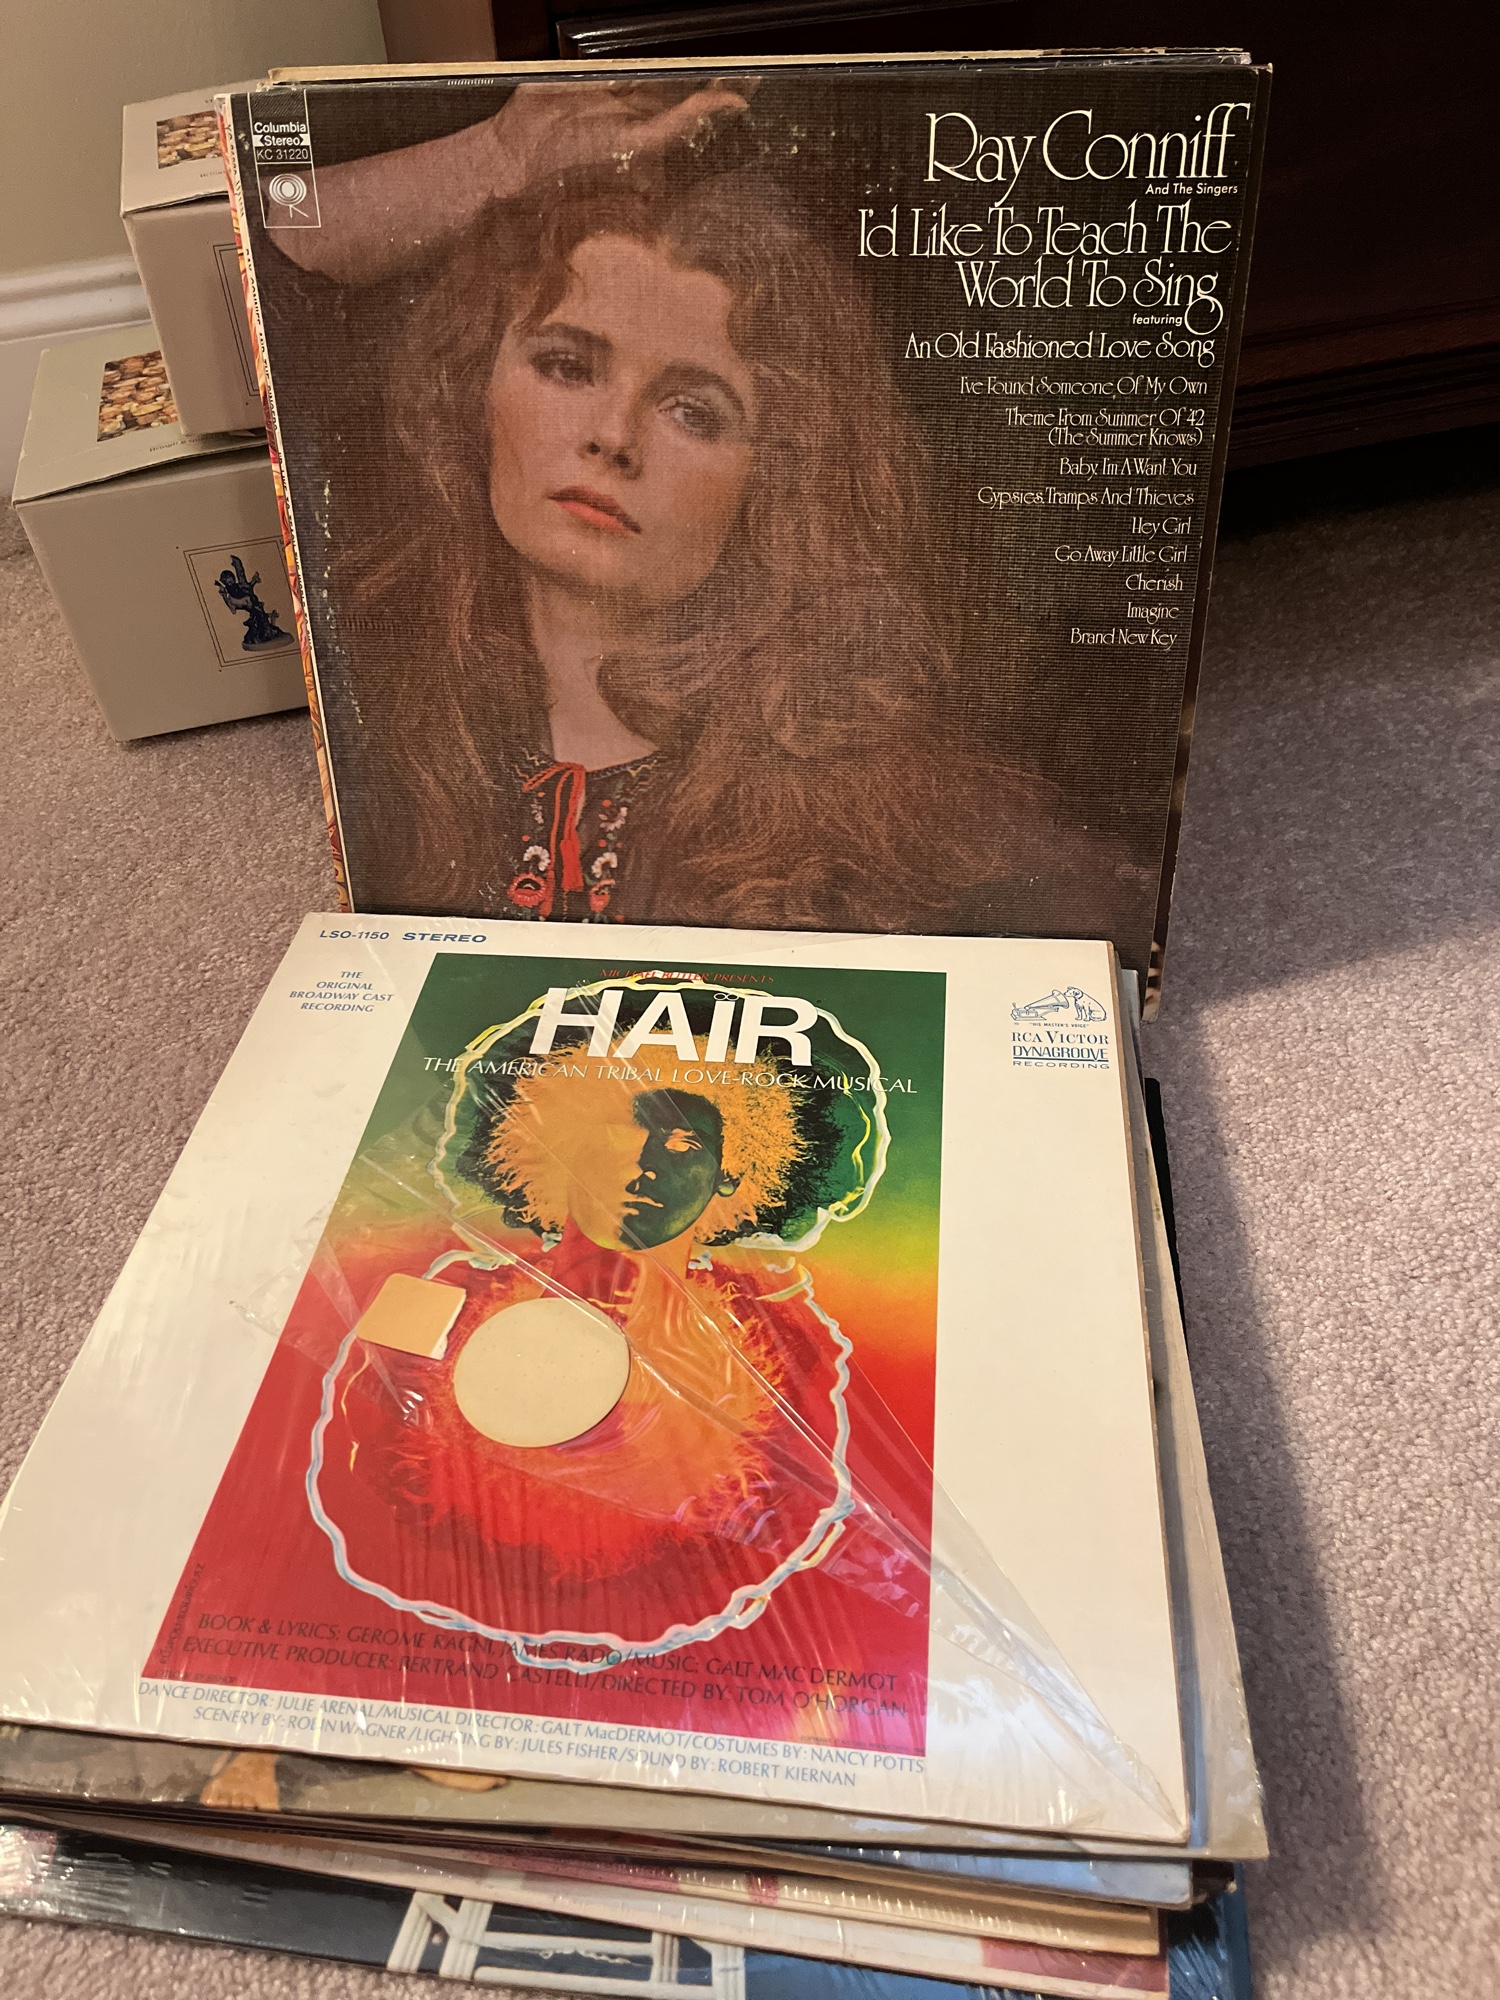 Columbia
Stereo
KC 31220
Ray Conniff
And The Singers
I'd Like To Teach The
World To Sing
featuring
An Old Fashioned Love Song
I've Found Someone Of My Own
Theme From Summer Of '42
(The Summer Knows)
Baby, I'm A Want You
Gypsies, Tramps And Thieves
Hey Girl
Go Away Little Girl
Cherish
Imagine
Brand New Key
LSO-1150 STEREO
THE
ORIGINAL
BROADWAY CAST
RECORDING
MICHAEL BUTLER PRESENTS
HAiR
THE AMERICAN TRIBAL LOVE-ROCK MUSICAL
"HIS MASTER'S VOICE"
RCA VICTOR
DYNAGROOVE
RECORDING
BOOK & LYRICS: GEROME RAGNI, JAMES RADO/MUSIC: GALT MAC DERMOT
EXECUTIVE PRODUCER: BERTRAND CASTELLI/DIRECTED BY TOM O'HORGAN
DANCE DIRECTOR: JULIE ARENAL/MUSICAL DIRECTOR: GALT MacDERMOT/COSTUMES BY: NANCY POTTS
SCENERY BY: ROBIN WAGNER/LIGHTING BY: JULES FISHER/SOUND BY: ROBERT KIERNAN